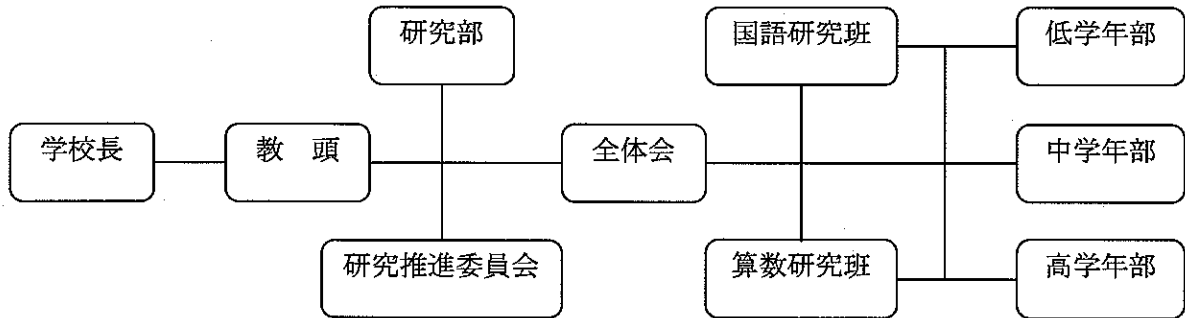 研究部
国語研究班
低学年部
学校長
教　頭
全体会
中学年部
研究推進委員会
算数研究班
高学年部